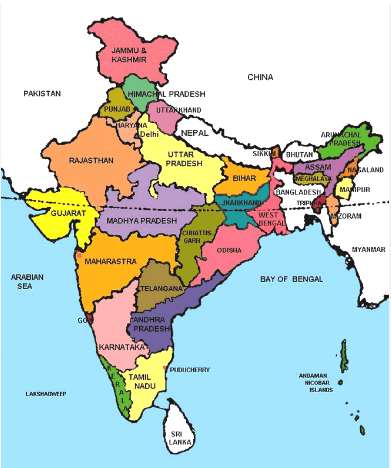 JAMMU &
KASHMIR
CHINA
PAKISTAN
HIMACHAL PRADESH
PUNJAB
UTTARKHAND
HARYANA
Delhi
NEPAL
ARUNACHAL
PRADESH
RAJASTHAN
UTTAR
PRADESH
SIKKIM
BHUTAN
ASSAM
NAGALAND
BIHAR
MEGHALAYA
MANIPUR
BANGLADESH
GUJARAT
MADHYA PRADESH
JHARKHAND
WEST
BENGAL
TRIPURA
MIZORAM
CHHATTIS
GARH
ODISHA
MYANMAR
MAHARASTRA
ARABIAN
SEA
BAY OF BENGAL
TELANGANA
GOA
ANDHRA
PRADESH
KARNATAKA
PUDUCHERRY
TAMIL
NADU
KERALA
LAKSHADWEEP
ANDAMAN
NICOBAR
ISLANDS
SRI
LANKA